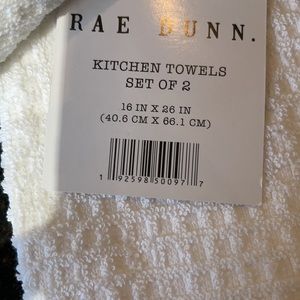 RAE DUNN.
KITCHEN TOWELS
SET OF 2
16 IN X 26 IN
(40.6 CM X 66.1 CM)
1 92598 50097 7